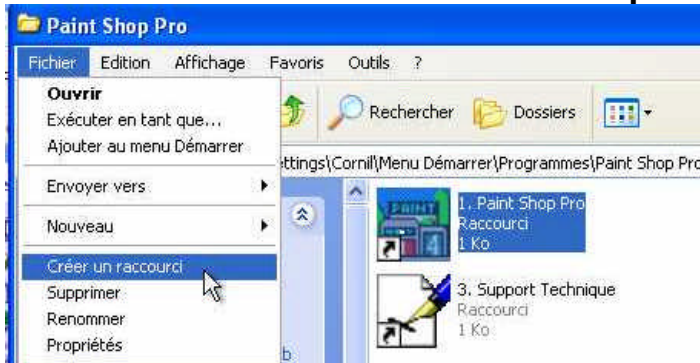 Paint Shop Pro
Fichier Edition Affichage Favoris Outils ?
Ouvrir
Exécuter en tant que...
Ajouter au menu Démarrer
Envoyer vers
Nouveau
Créer un raccourci
Supprimer
Renommer
Propriétés
Rechercher Dossiers
ettings\Cornil\Menu Démarrer\Programmes\Paint Shop Pro
1. Paint Shop Pro
Raccourci
1 Ko
3. Support Technique
Raccourci
1 Ko